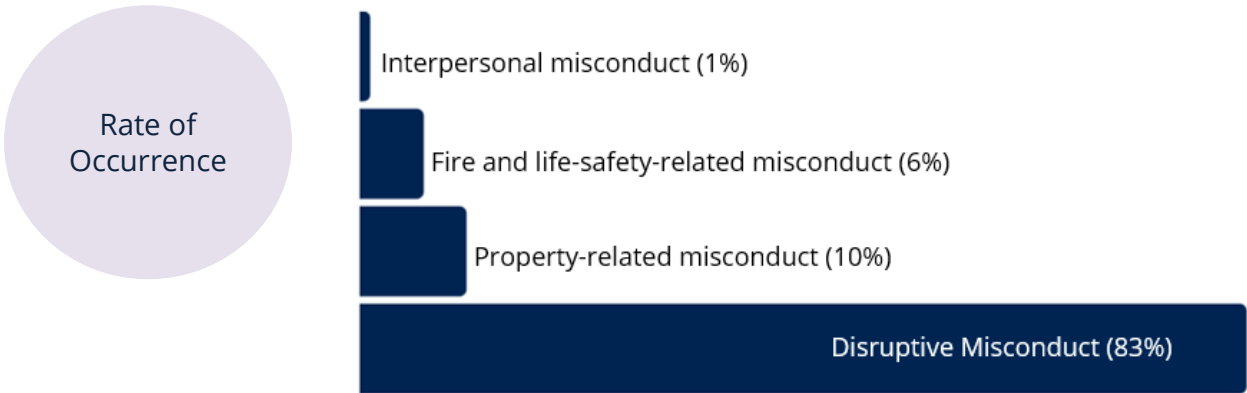 Rate of
Occurrence
Interpersonal misconduct (1%)
Fire and life-safety-related misconduct (6%)
Property-related misconduct (10%)
Disruptive Misconduct (83%)